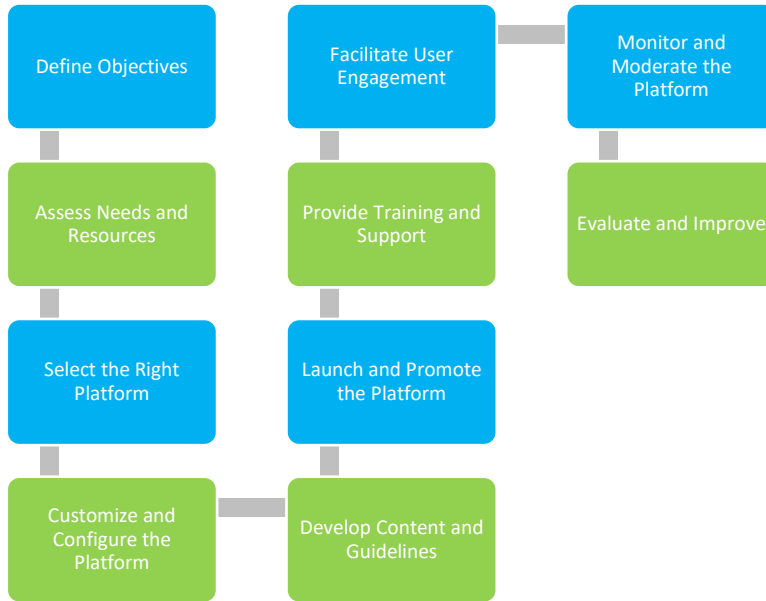 Define Objectives
Assess Needs and
Resources
Select the Right
Platform
Customize and
Configure the
Platform
Develop Content and
Guidelines
Launch and Promote
the Platform
Provide Training and
Support
Facilitate User
Engagement
Monitor and
Moderate the
Platform
Evaluate and Improve